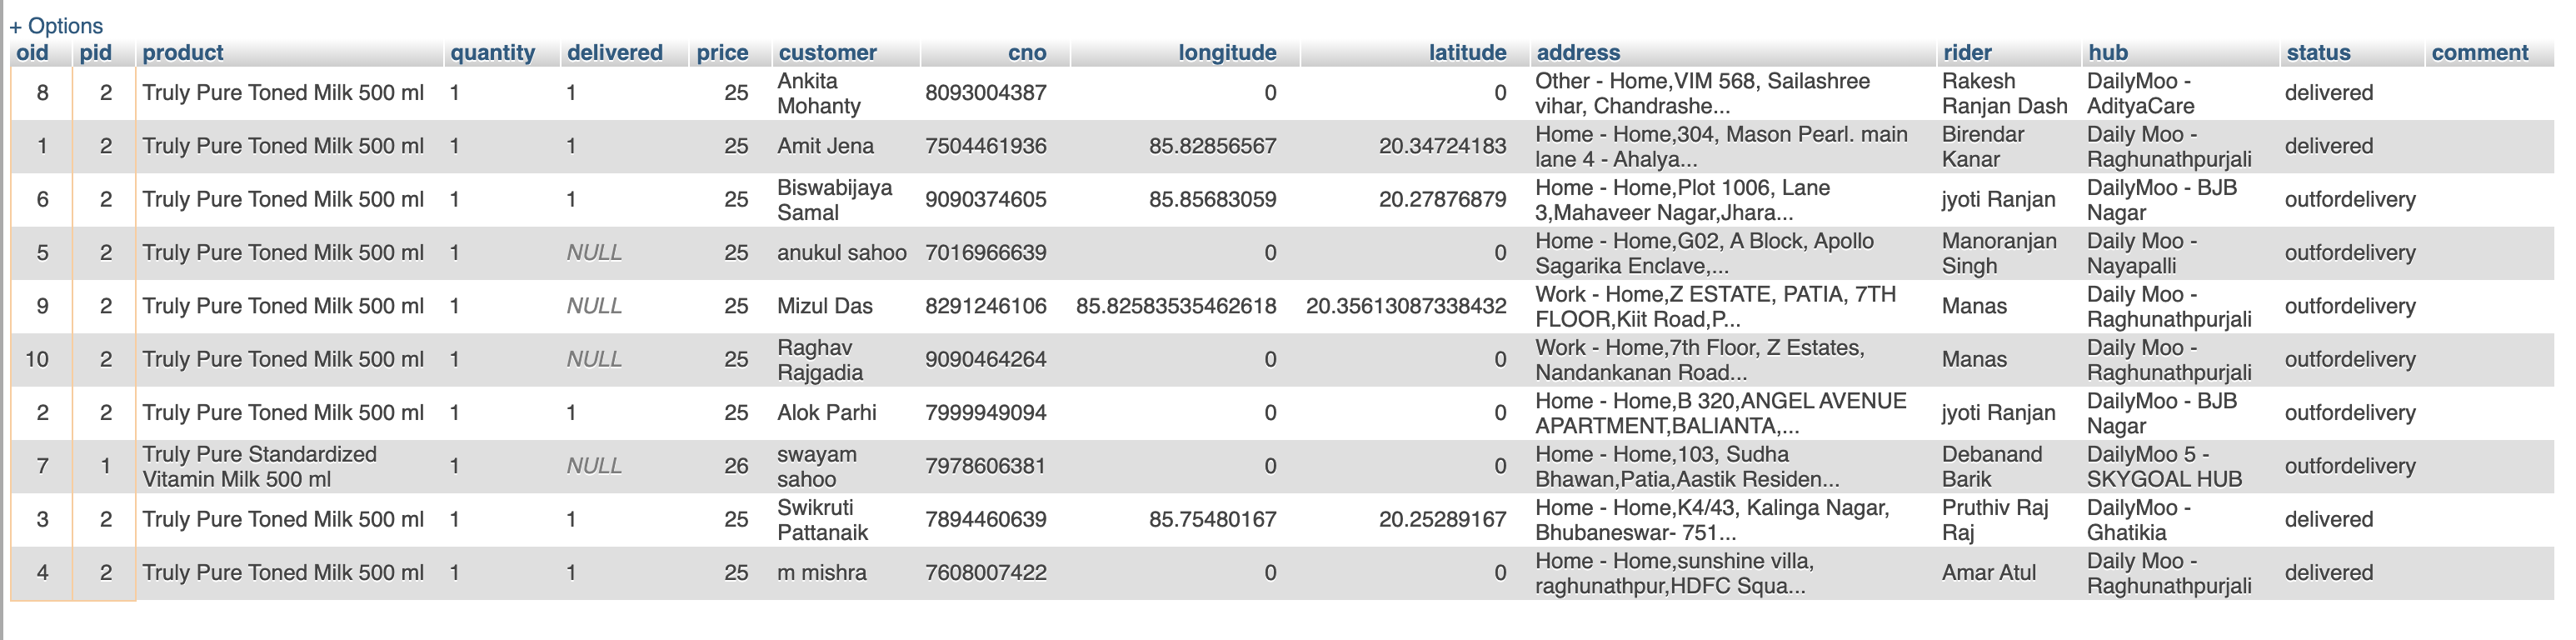 + Options
oid pid product quantity delivered price customer cno longitude latitude address rider hub status comment
8 2 Truly Pure Toned Milk 500 ml 1 1 25 Ankita Mohanty 8093004387 0 0 Other - Home,VIM 568, Sailashree vihar, Chandrashe... Rakesh Ranjan Dash DailyMoo - AdityaCare delivered
1 2 Truly Pure Toned Milk 500 ml 1 1 25 Amit Jena 7504461936 85.82856567 20.34724183 Home - Home,304, Mason Pearl. main lane 4 - Ahalya... Birendar Kanar Daily Moo - Raghunathpurjali delivered
6 2 Truly Pure Toned Milk 500 ml 1 1 25 Biswabijaya Samal 9090374605 85.85683059 20.27876879 Home - Home,Plot 1006, Lane 3,Mahaveer Nagar,Jhara... jyoti Ranjan DailyMoo - BJB Nagar outfordelivery
5 2 Truly Pure Toned Milk 500 ml 1 NULL 25 anukul sahoo 7016966639 0 0 Home - Home,G02, A Block, Apollo Sagarika Enclave,... Manoranjan Singh Daily Moo - Nayapalli outfordelivery
9 2 Truly Pure Toned Milk 500 ml 1 NULL 25 Mizul Das 8291246106 85.82583535462618 20.35613087338432 Work - Home,Z ESTATE, PATIA, 7TH FLOOR,Kiit Road,P... Manas Daily Moo - Raghunathpurjali outfordelivery
10 2 Truly Pure Toned Milk 500 ml 1 NULL 25 Raghav Rajgadia 9090464264 0 0 Work - Home,7th Floor, Z Estates, Nandankanan Road... Manas Daily Moo - Raghunathpurjali outfordelivery
2 2 Truly Pure Toned Milk 500 ml 1 1 25 Alok Parhi 7999949094 0 0 Home - Home,B 320,ANGEL AVENUE APARTMENT,BALIANTA,... jyoti Ranjan DailyMoo - BJB Nagar outfordelivery
7 1 Truly Pure Standardized Vitamin Milk 500 ml 1 NULL 26 swayam sahoo 7978606381 0 0 Home - Home,103, Sudha Bhawan,Patia,Aastik Residen... Debanand Barik DailyMoo 5 - SKYGOAL HUB outfordelivery
3 2 Truly Pure Toned Milk 500 ml 1 1 25 Swikruti Pattanaik 7894460639 85.75480167 20.25289167 Home - Home,K4/43, Kalinga Nagar, Bhubaneswar- 751... Pruthiv Raj Raj DailyMoo - Ghatikia delivered
4 2 Truly Pure Toned Milk 500 ml 1 1 25 m mishra 7608007422 0 0 Home - Home,sunshine villa, raghunathpur,HDFC Squa... Amar Atul Daily Moo - Raghunathpurjali delivered